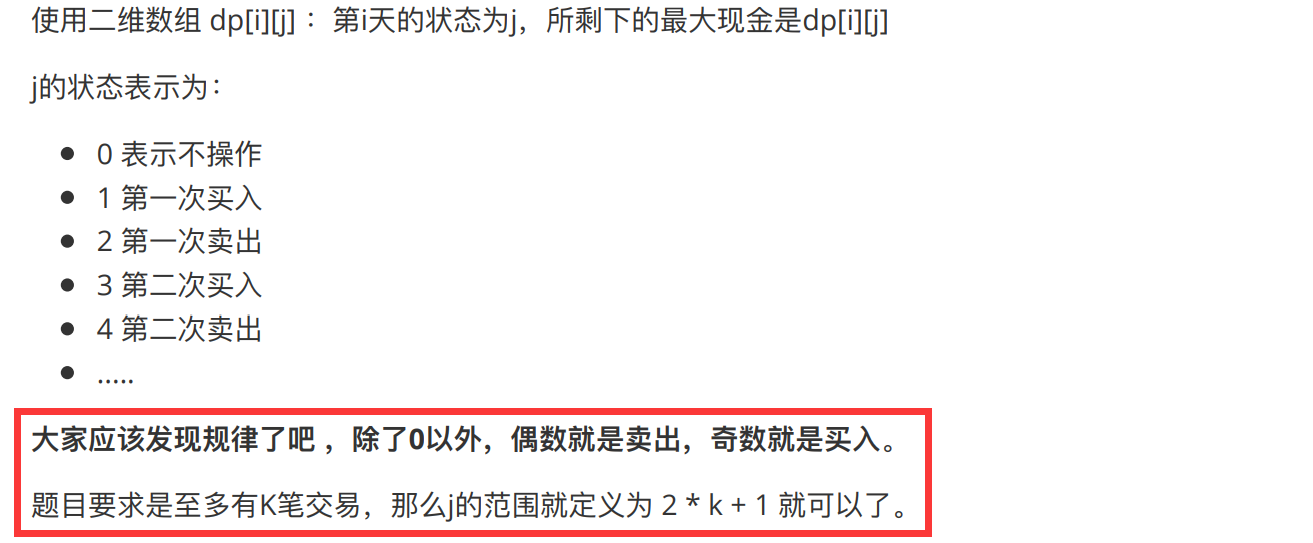 使用二维数组 dp[i][j] ：第i天的状态为j，所剩下的最大现金是dp[i][j]
j的状态表示为：
• 0 表示不操作
• 1 第一次买入
• 2 第一次卖出
• 3 第二次买入
• 4 第二次卖出
• .....
大家应该发现规律了吧 ，除了0以外，偶数就是卖出，奇数就是买入。
题目要求是至多有K笔交易，那么j的范围就定义为 2 * k + 1 就可以了。